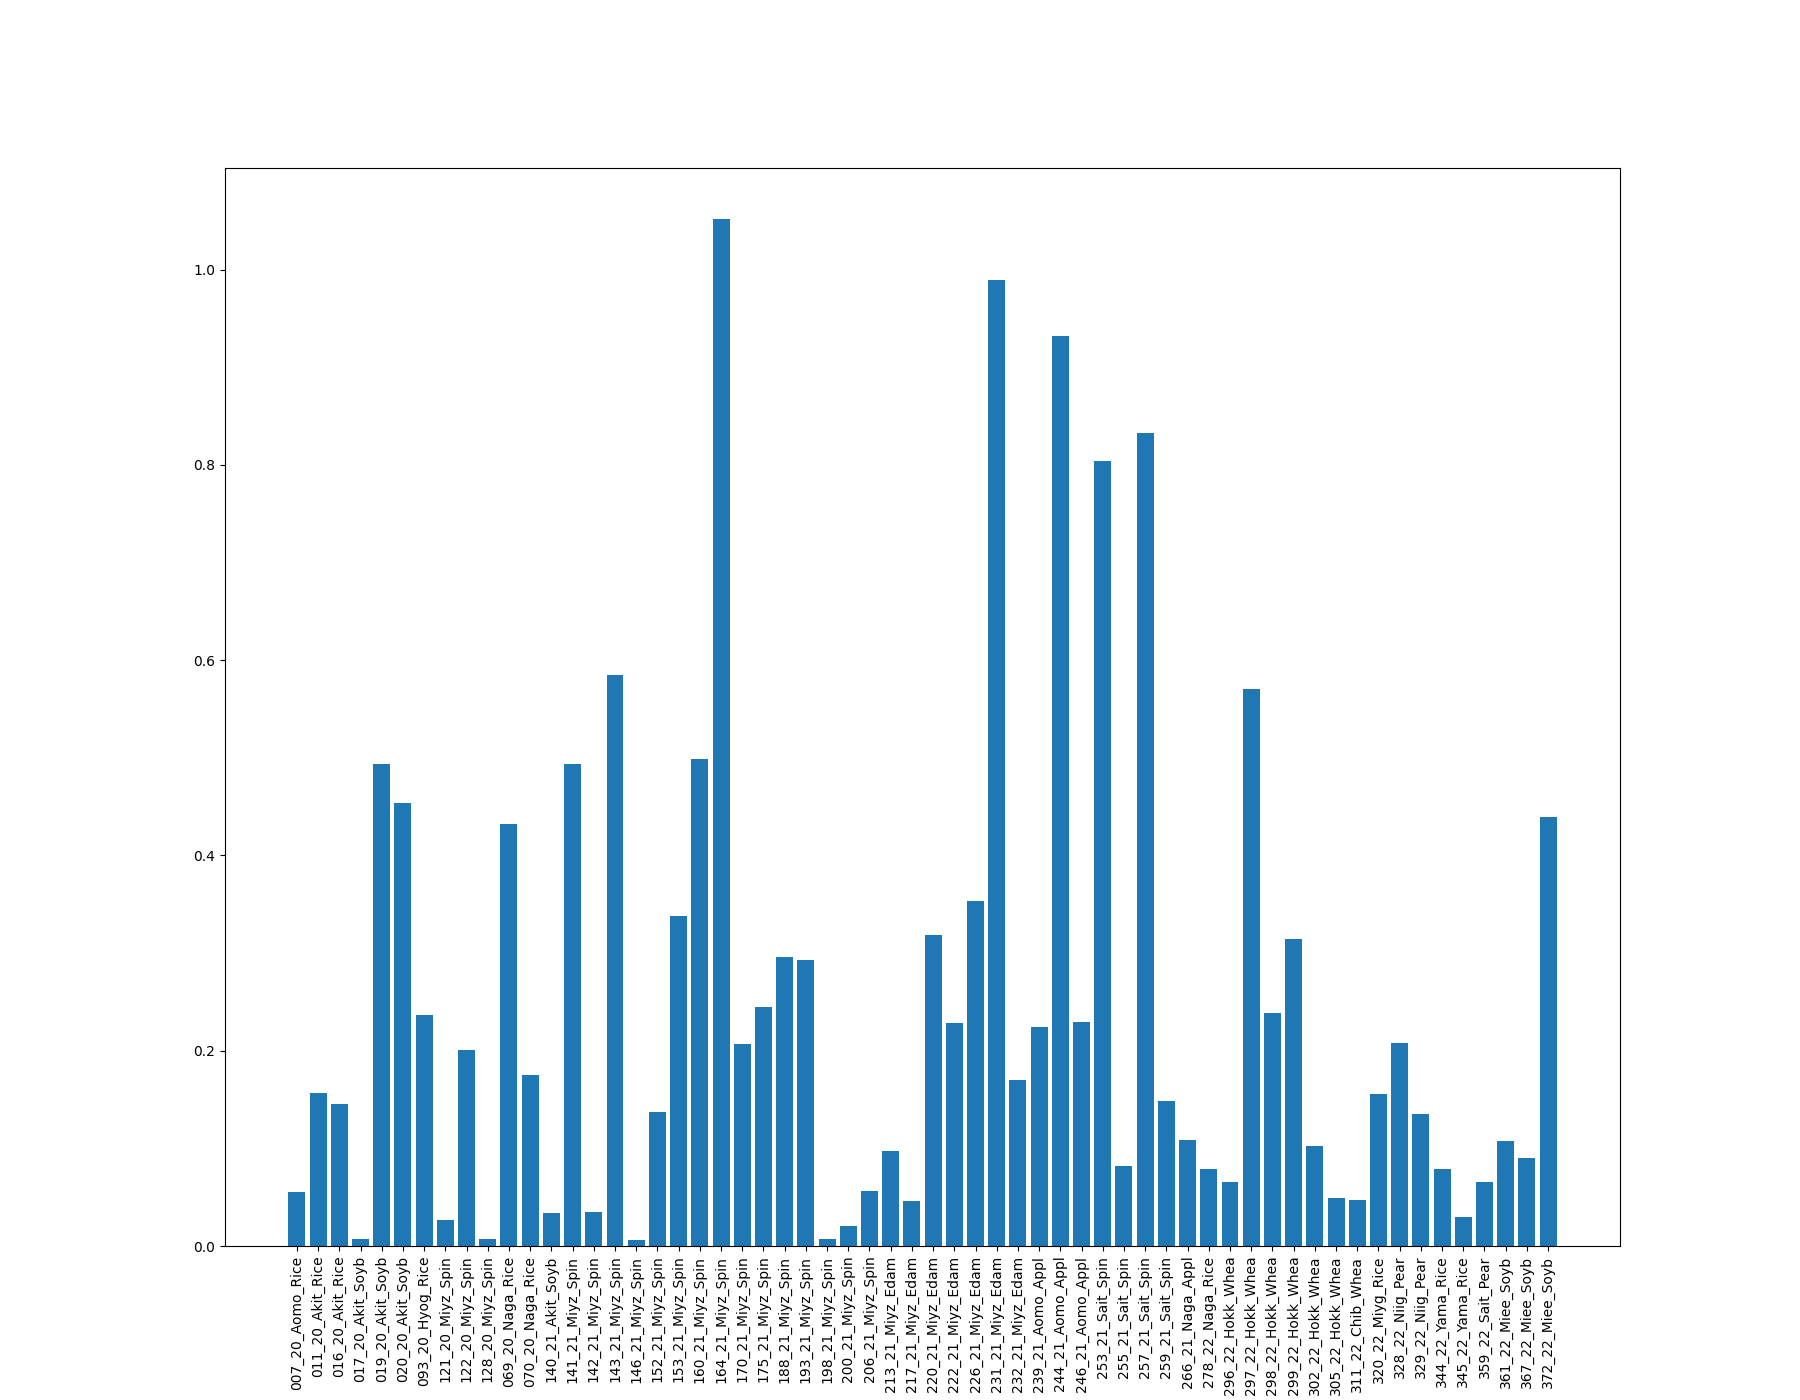 1.0
0.8
0.6
0.4
0.2
0.0
007_20_Aomo_Rice
011_20_Akit_Rice
016_20_Akit_Rice
017_20_Akit_Soyb
019_20_Akit_Soyb
020_20_Akit_Soyb
093_20_Hyog_Rice
121_20_Miyz_Spin
122_20_Miyz_Spin
128_20_Miyz_Spin
069_20_Naga_Rice
070_20_Naga_Rice
140_21_Akit_Soyb
141_21_Miyz_Spin
142_21_Miyz_Spin
143_21_Miyz_Spin
146_21_Miyz_Spin
152_21_Miyz_Spin
153_21_Miyz_Spin
160_21_Miyz_Spin
164_21_Miyz_Spin
170_21_Miyz_Spin
175_21_Miyz_Spin
188_21_Miyz_Spin
193_21_Miyz_Spin
198_21_Miyz_Spin
200_21_Miyz_Spin
206_21_Miyz_Spin
213_21_Miyz_Edam
217_21_Miyz_Edam
220_21_Miyz_Edam
222_21_Miyz_Edam
226_21_Miyz_Edam
231_21_Miyz_Edam
232_21_Miyz_Edam
239_21_Aomo_Appl
244_21_Aomo_Appl
246_21_Aomo_Appl
253_21_Sait_Spin
255_21_Sait_Spin
257_21_Sait_Spin
259_21_Sait_Spin
266_21_Naga_Appl
278_22_Naga_Rice
296_22_Hokk_Whea
297_22_Hokk_Whea
298_22_Hokk_Whea
299_22_Hokk_Whea
302_22_Hokk_Whea
305_22_Hokk_Whea
311_22_Chib_Whea
320_22_Miyg_Rice
328_22_Niig_Pear
329_22_Niig_Pear
344_22_Yama_Rice
345_22_Yama_Rice
359_22_Sait_Pear
361_22_Miee_Soyb
367_22_Miee_Soyb
372_22_Miee_Soyb